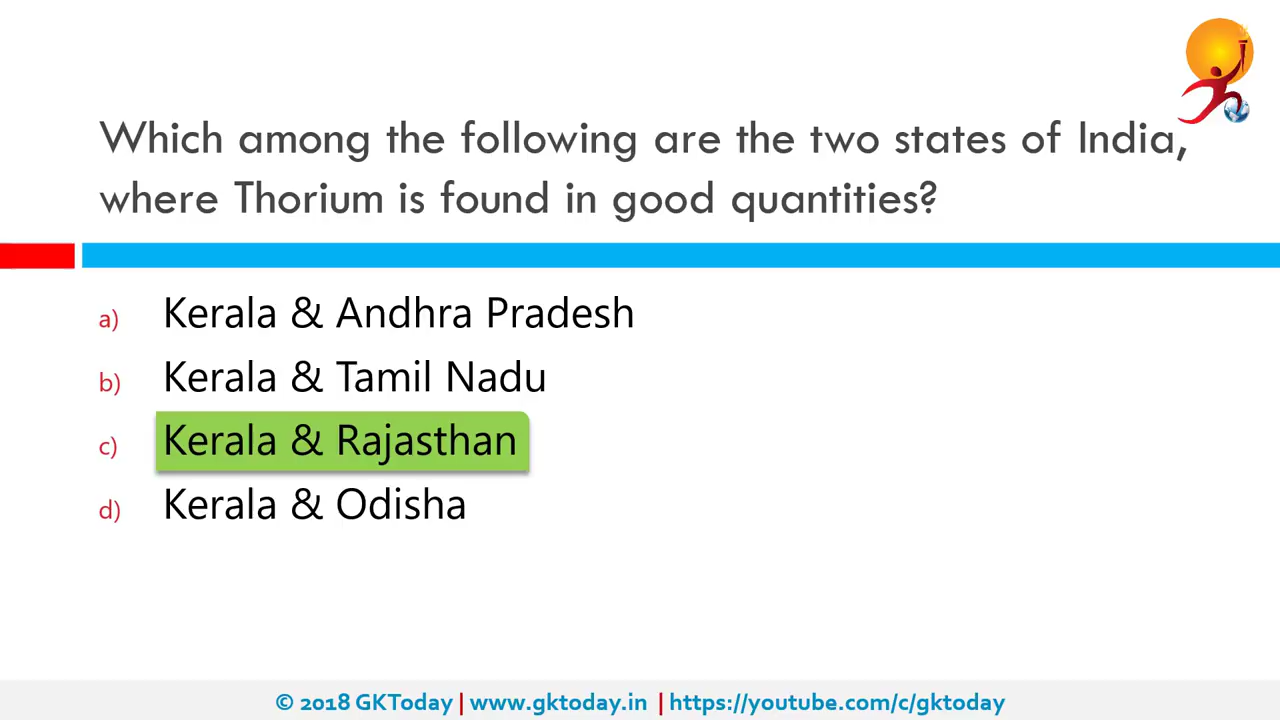 Which among the following are the two states of India,
where Thorium is found in good quantities?
a) Kerala & Andhra Pradesh
b) Kerala & Tamil Nadu
c) Kerala & Rajasthan
d) Kerala & Odisha
© 2018 GKToday | www.gktoday.in | https://youtube.com/c/gktoday